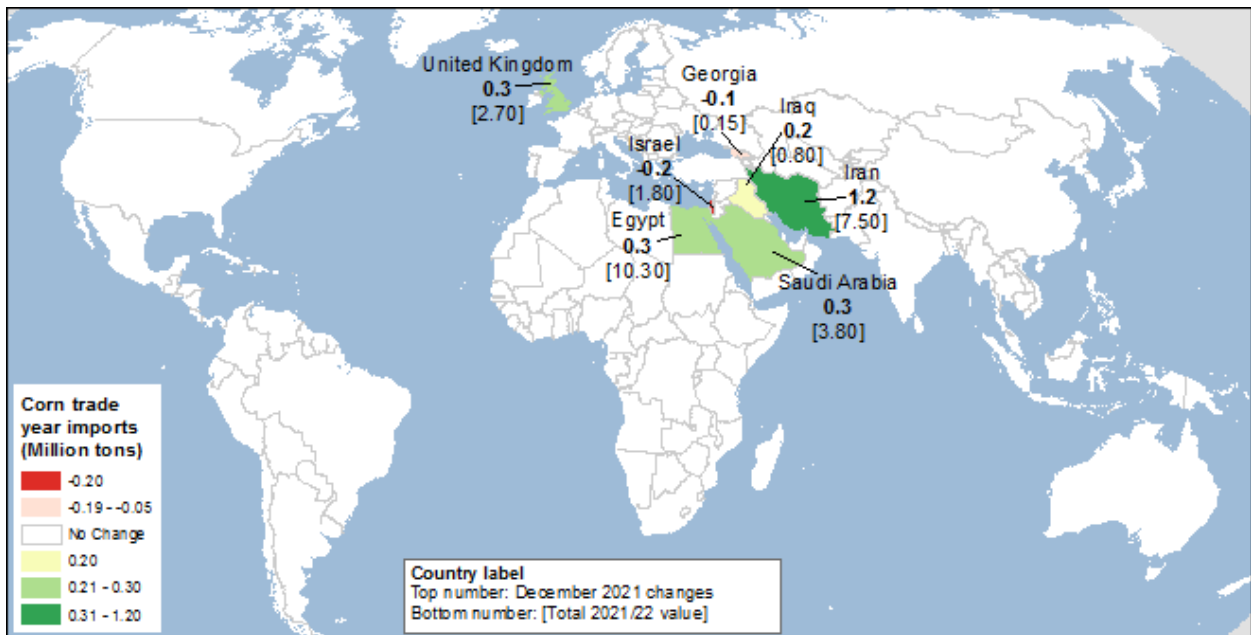 United Kingdom
0.3
[2.70]
Georgia
-0.1
[0.15]
Iraq
0.2
[0.80]
Israel
-0.2
[1.80]
Iran
1.2
[7.50]
Egypt
0.3
[10.30]
Saudi Arabia
0.3
[3.80]
Corn trade
year imports
(Million tons)
-0.20
-0.19 - -0.05
No Change
0.20
0.21 - 0.30
0.31 - 1.20
Country label
Top number: December 2021 changes
Bottom number: [Total 2021/22 value]